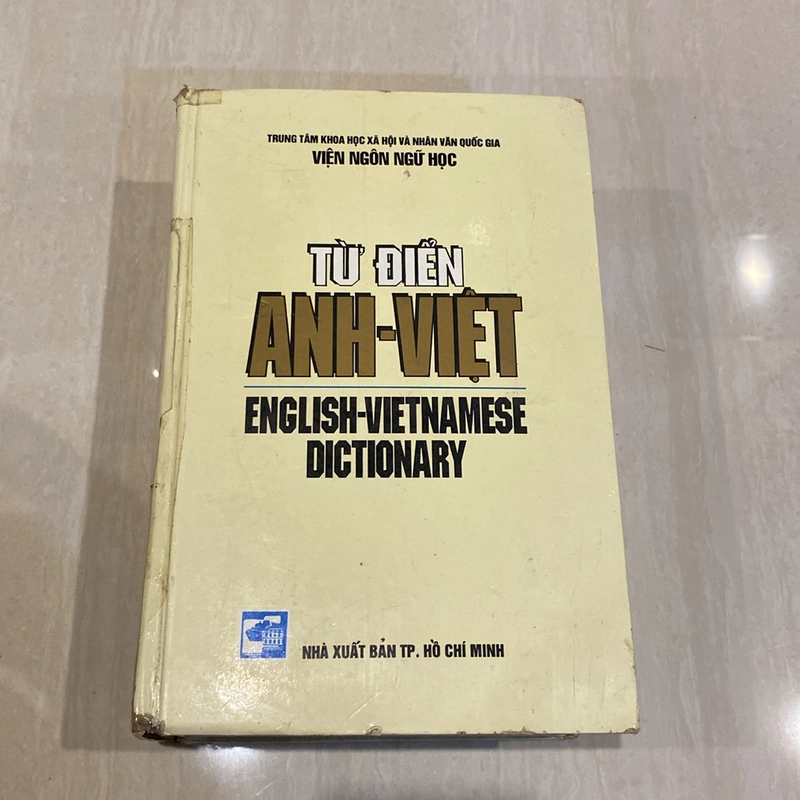 TRUNG TÂM KHOA HỌC XÃ HỘI VÀ NHÂN VĂN QUỐC GIA
VIỆN NGÔN NGỮ HỌC
TỪ ĐIỂN
ANH-VIỆT
ENGLISH-VIETNAMESE
DICTIONARY
NHÀ XUẤT BẢN TP. HỒ CHÍ MINH